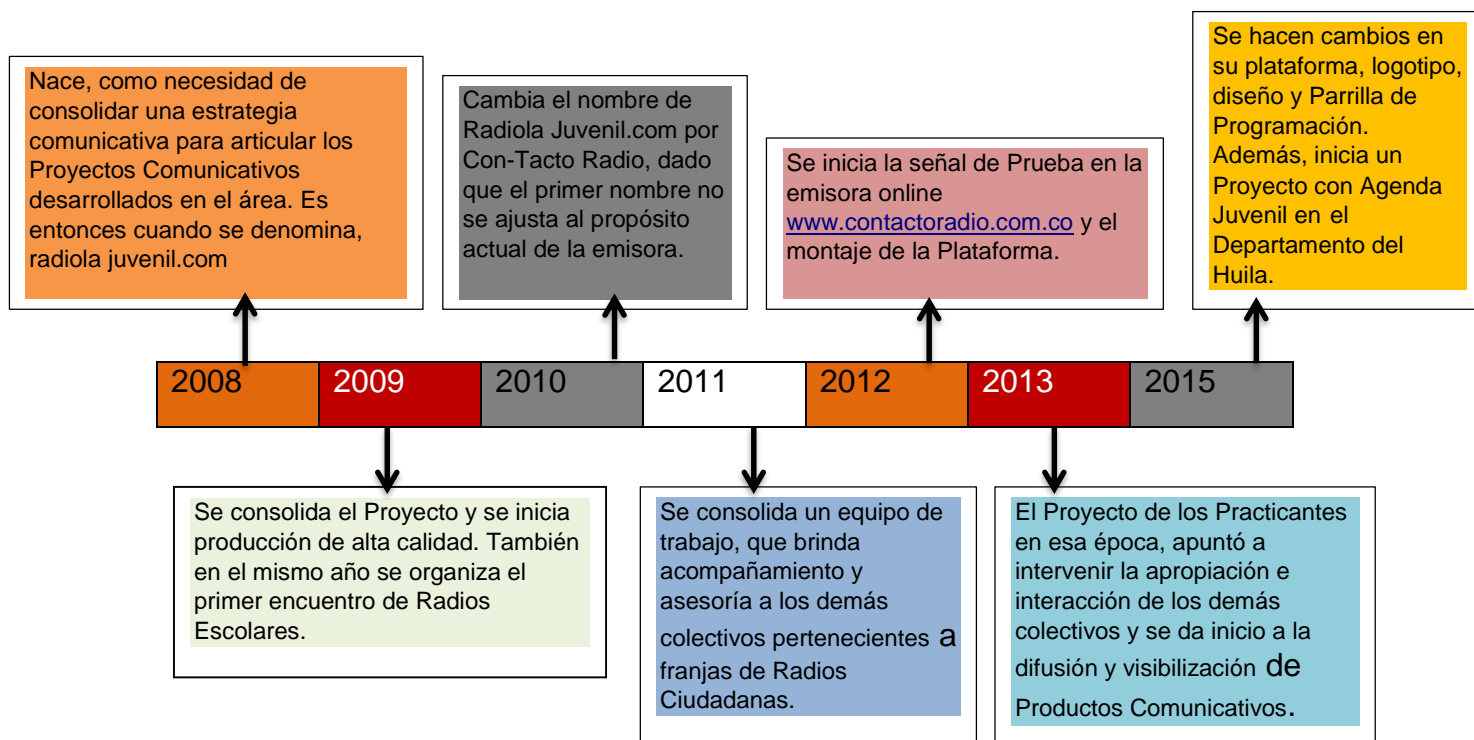 Nace, como necesidad de
consolidar una estrategia
comunicativa para articular los
Proyectos Comunicativos
desarrollados en el área. Es
entonces cuando se denomina,
radiola juvenil.com
Cambia el nombre de
Radiola Juvenil.com por
Con-Tacto Radio, dado
que el primer nombre no
se ajusta al propósito
actual de la emisora.
Se inicia la señal de Prueba en la
emisora online
www.contactoradio.com.co y el
montaje de la Plataforma.
Se hacen cambios en
su plataforma, logotipo,
diseño y Parrilla de
Programación.
Además, inicia un
Proyecto con Agenda
Juvenil en el
Departamento del
Huila.
2008 2009 2010 2011 2012 2013 2015
Se consolida el Proyecto y se inicia
producción de alta calidad. También
en el mismo año se organiza el
primer encuentro de Radios
Escolares.
Se consolida un equipo de
trabajo, que brinda
acompañamiento y
asesoría a los demás
colectivos pertenecientes a
franjas de Radios
Ciudadanas.
El Proyecto de los Practicantes
en esa época, apuntó a
intervenir la apropiación e
interacción de los demás
colectivos y se da inicio a la
difusión y visibilización de
Productos Comunicativos.